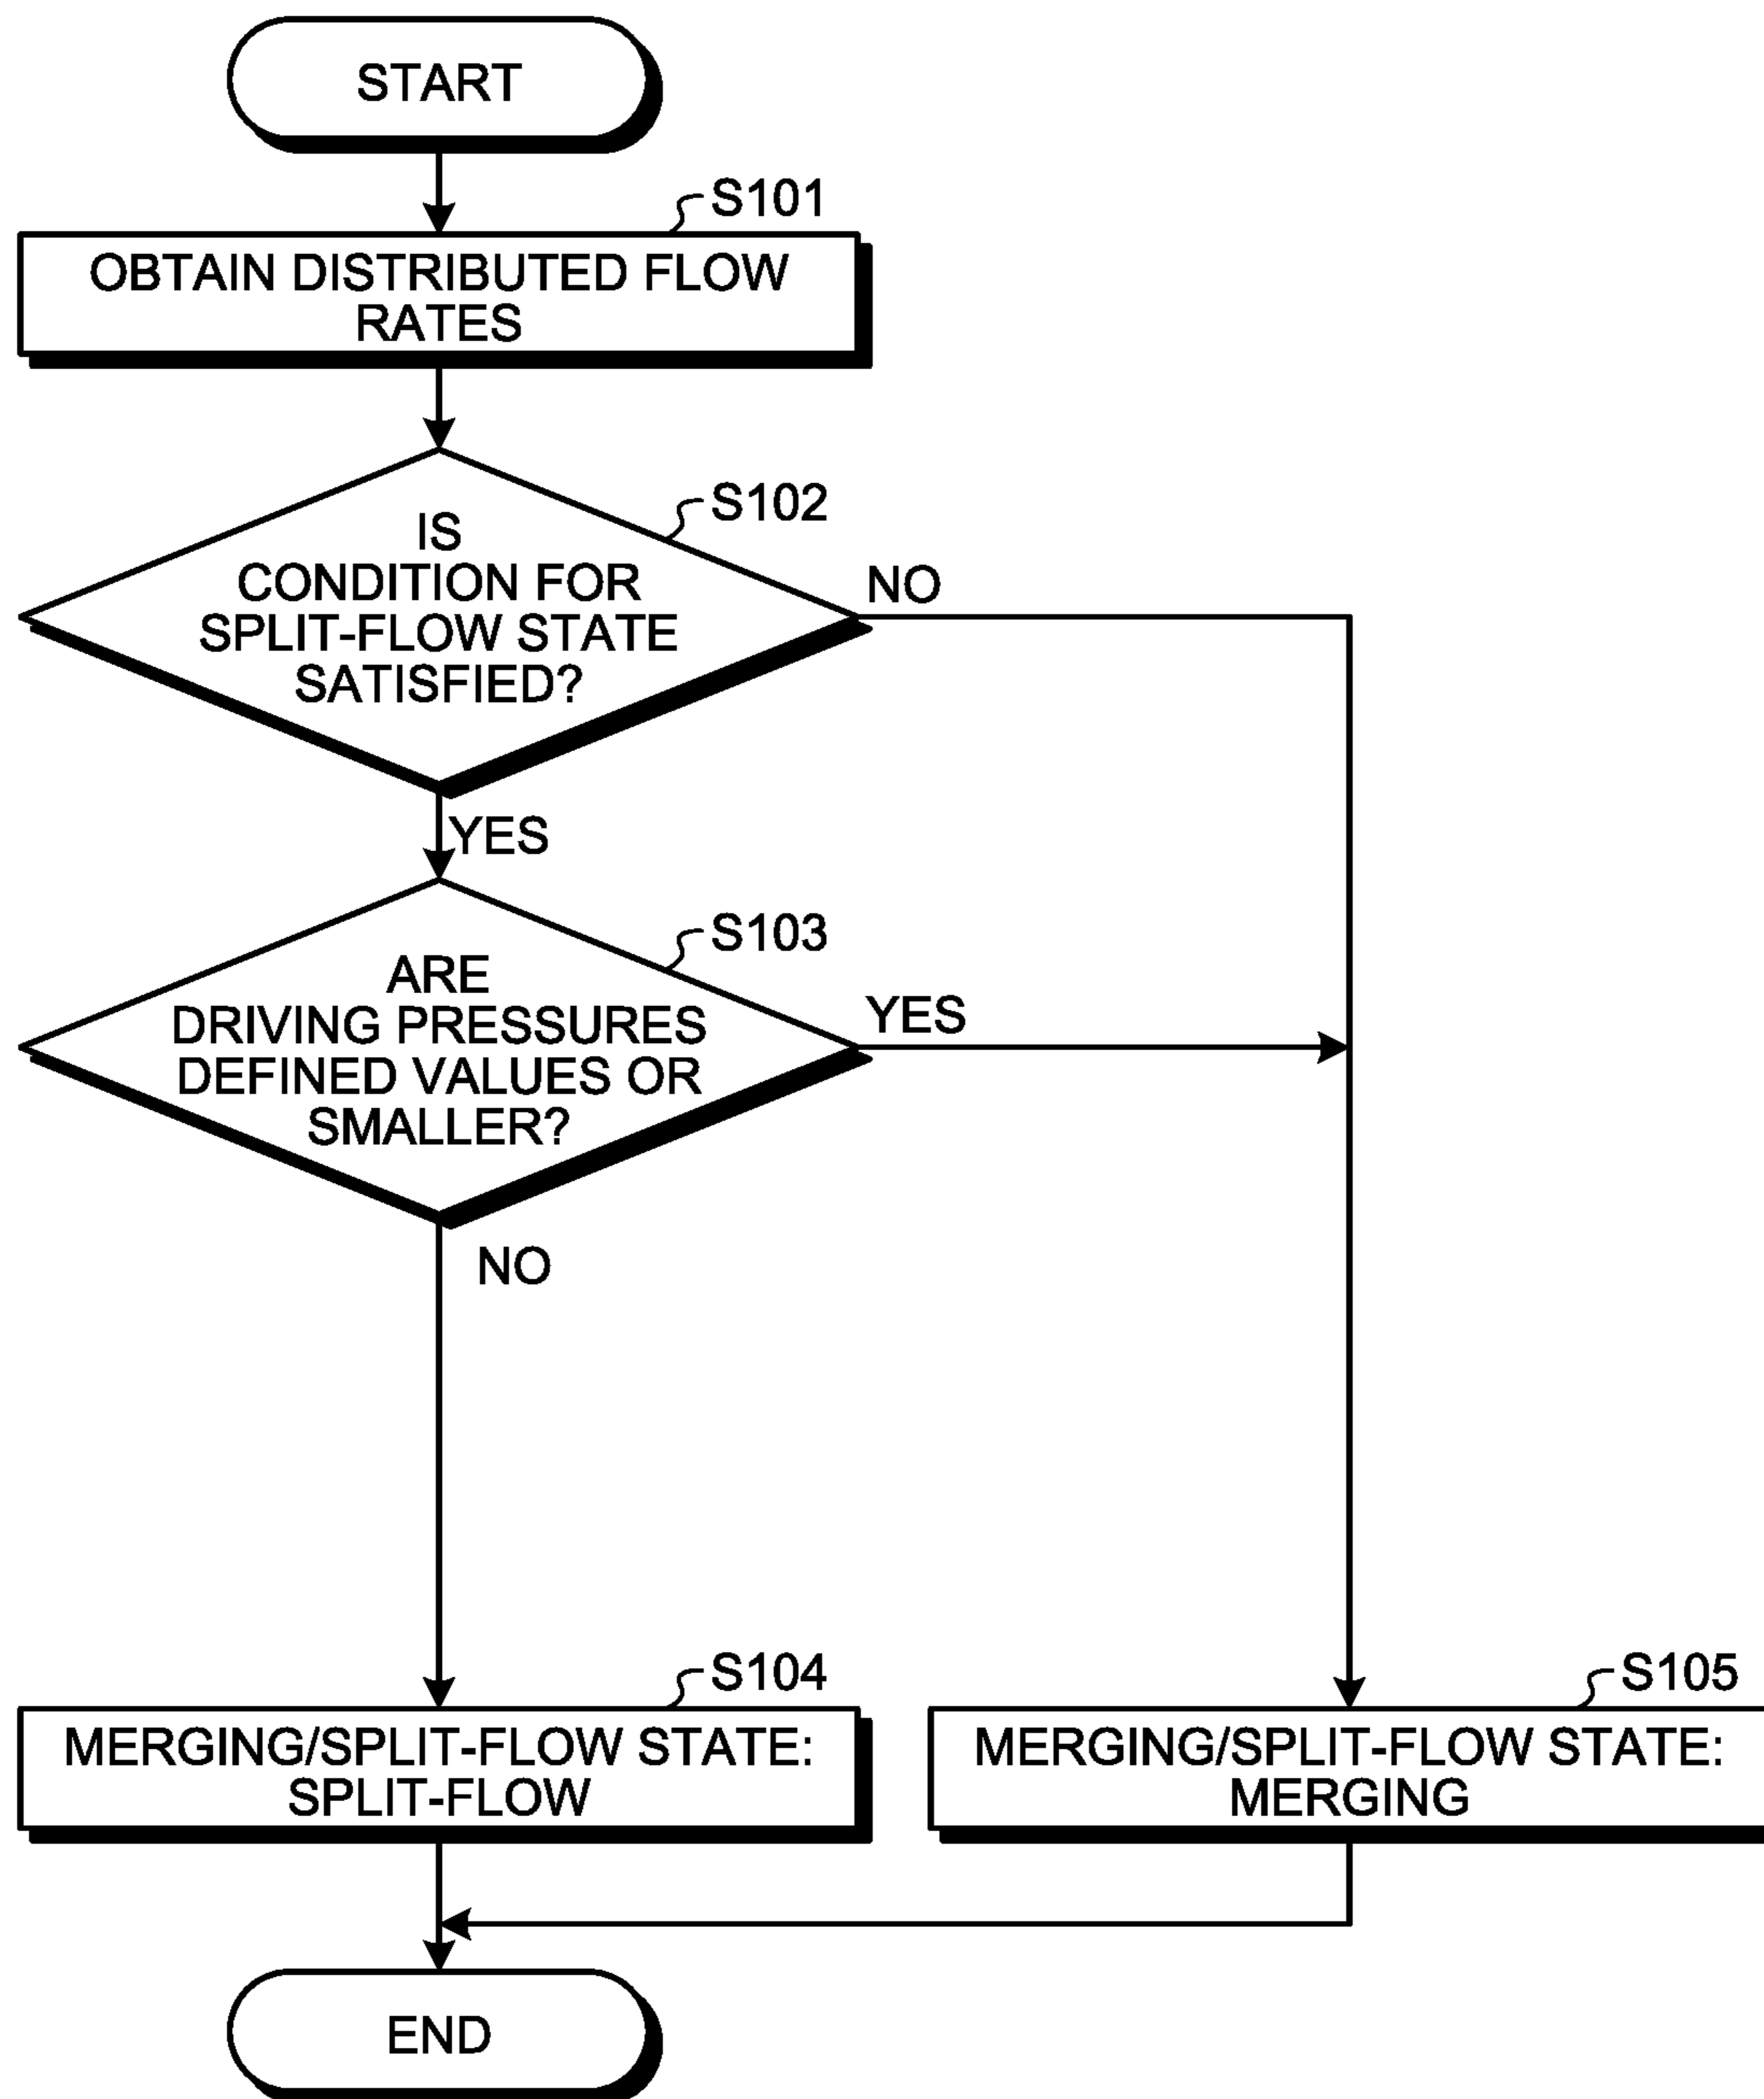 START
S101
OBTAIN DISTRIBUTED FLOW
RATES
S102
IS
CONDITION FOR
SPLIT-FLOW STATE
SATISFIED?
NO
YES
S103
ARE
DRIVING PRESSURES
DEFINED VALUES OR
SMALLER?
YES
NO
S104
MERGING/SPLIT-FLOW STATE:
SPLIT-FLOW
S105
MERGING/SPLIT-FLOW STATE:
MERGING
END